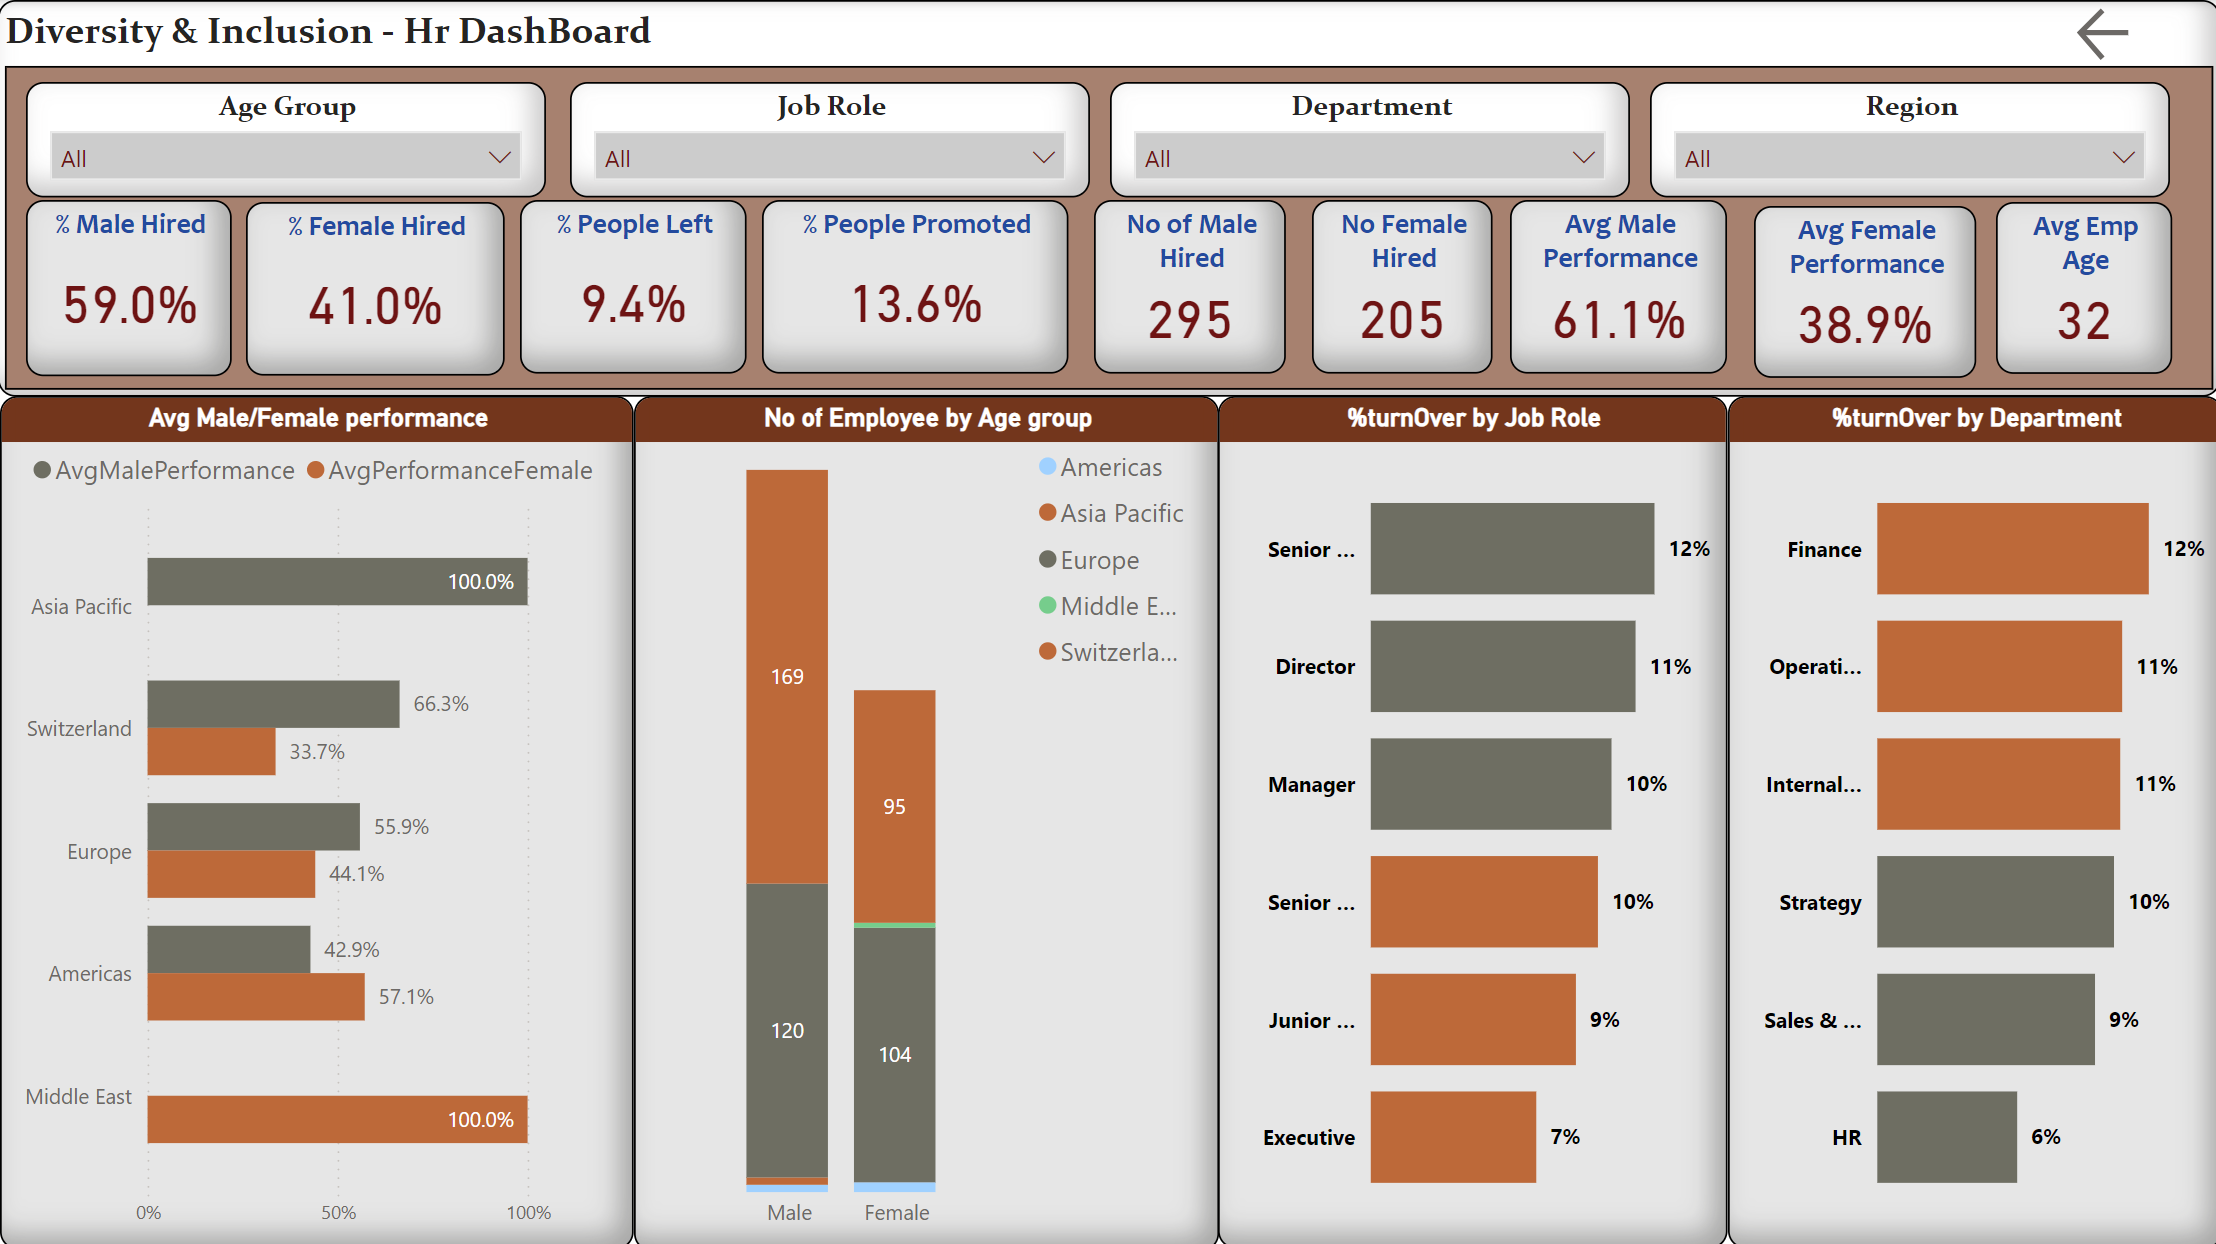 Diversity & Inclusion - Hr DashBoard
Age Group
All
Job Role
All
Department
All
Region
All
% Male Hired
59.0%
% Female Hired
41.0%
% People Left
9.4%
% People Promoted
13.6%
No of Male
Hired
295
No Female
Hired
205
Avg Male
Performance
61.1%
Avg Female
Performance
38.9%
Avg Emp
Age
32
Avg Male/Female performance
AvgMalePerformance AvgPerformanceFemale
Asia Pacific
100.0%
Switzerland
66.3%
33.7%
Europe
55.9%
44.1%
Americas
42.9%
57.1%
Middle East
100.0%
0% 50% 100%
No of Employee by Age group
Americas
Asia Pacific
Europe
Middle E...
Switzerla...
169
120
95
104
Male Female
%turnOver by Job Role
Senior ... 12%
Director 11%
Manager 10%
Senior ... 10%
Junior ... 9%
Executive 7%
%turnOver by Department
Finance 12%
Operati... 11%
Internal... 11%
Strategy 10%
Sales & ... 9%
HR 6%